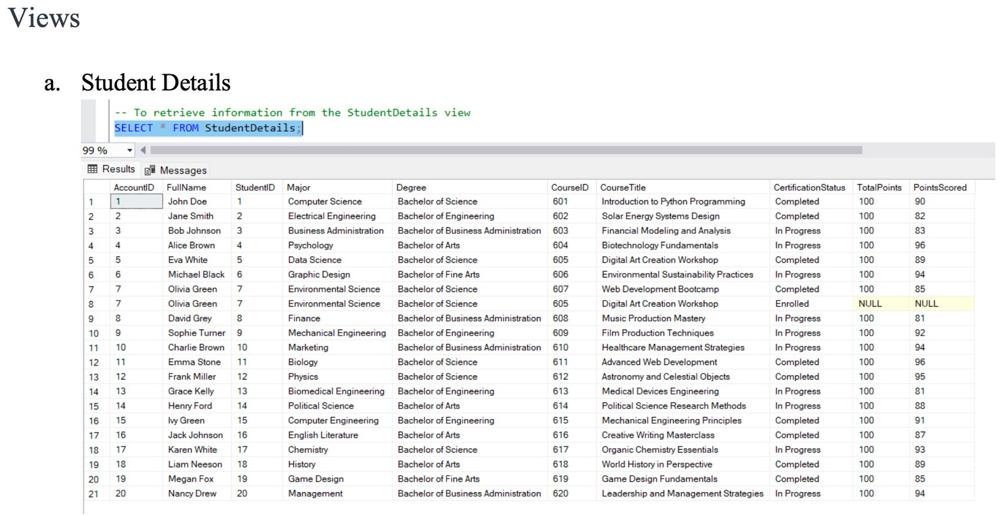 Views
a. Student Details
-- To retrieve information from the StudentDetails view
SELECT * FROM StudentDetails;
99 %
Results Messages
AccountID FullName StudentID Major Degree CourseID CourseTitle CertificationStatus TotalPoints PointsScored
1 1 John Doe 1 Computer Science Bachelor of Science 601 Introduction to Python Programming Completed 100 90
2 2 Jane Smith 2 Electrical Engineering Bachelor of Engineering 602 Solar Energy Systems Design Completed 100 82
3 3 Bob Johnson 3 Business Administration Bachelor of Business Administration 603 Financial Modeling and Analysis In Progress 100 83
4 4 Alice Brown 4 Psychology Bachelor of Arts 604 Biotechnology Fundamentals In Progress 100 96
5 5 Eva White 5 Data Science Bachelor of Science 605 Digital Art Creation Workshop Completed 100 89
6 6 Michael Black 6 Graphic Design Bachelor of Fine Arts 606 Environmental Sustainability Practices In Progress 100 94
7 7 Olivia Green 7 Environmental Science Bachelor of Science 607 Web Development Bootcamp Completed 100 85
8 7 Olivia Green 7 Environmental Science Bachelor of Science 605 Digital Art Creation Workshop Enrolled NULL NULL
9 8 David Grey 8 Finance Bachelor of Business Administration 608 Music Production Mastery In Progress 100 81
10 9 Sophie Turner 9 Mechanical Engineering Bachelor of Engineering 609 Film Production Techniques In Progress 100 92
11 10 Charlie Brown 10 Marketing Bachelor of Business Administration 610 Healthcare Management Strategies In Progress 100 94
12 11 Emma Stone 11 Biology Bachelor of Science 611 Advanced Web Development Completed 100 96
13 12 Frank Miller 12 Physics Bachelor of Science 612 Astronomy and Celestial Objects Completed 100 95
14 13 Grace Kelly 13 Biomedical Engineering Bachelor of Engineering 613 Medical Devices Engineering In Progress 100 81
15 14 Henry Ford 14 Political Science Bachelor of Arts 614 Political Science Research Methods In Progress 100 88
16 15 Ivy Green 15 Computer Engineering Bachelor of Engineering 615 Mechanical Engineering Principles Completed 100 91
17 16 Jack Johnson 16 English Literature Bachelor of Arts 616 Creative Writing Masterclass Completed 100 87
18 17 Karen White 17 Chemistry Bachelor of Science 617 Organic Chemistry Essentials In Progress 100 93
19 18 Liam Neeson 18 History Bachelor of Arts 618 World History in Perspective Completed 100 89
20 19 Megan Fox 19 Game Design Bachelor of Fine Arts 619 Game Design Fundamentals Completed 100 85
21 20 Nancy Drew 20 Management Bachelor of Business Administration 620 Leadership and Management Strategies In Progress 100 94